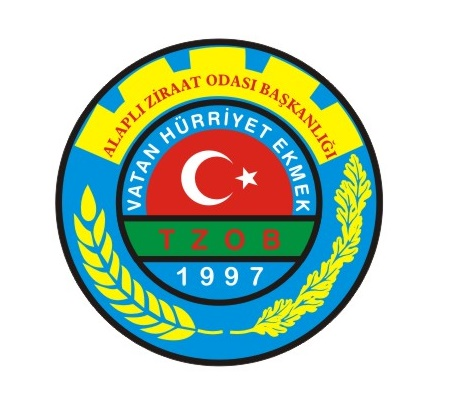 ALAPLI ZİRAAT ODASI BAŞKANLIĞI
VATAN HÜRRİYET EKMEK
TZOB
1997